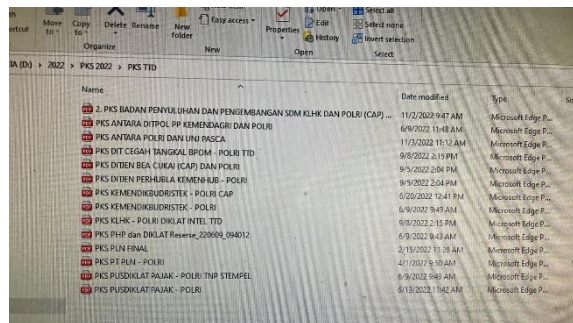 Move to Copy to Delete Rename New folder Easy access Properties Open Edit History Select all Select none Invert selection
Organize New Open Select
(D:) > 2022 > PKS 2022 > PKS TTD
Name Date modified Type
2. PKS BADAN PENYULUHAN DAN PENGEMBANGAN SDM KLHK DAN POLRI (CAP) ... 11/2/2022 9:47 AM Microsoft Edge P...
PKS ANTARA DITPOL PP KEMENDAGRI DAN POLRI 6/9/2022 11:48 AM Microsoft Edge P...
PKS ANTARA POLRI DAN UNJ PASCA 11/3/2022 11:12 AM Microsoft Edge P...
PKS DIT CEGAH TANGKAL BPOM - POLRI TTD 9/8/2022 2:15 PM Microsoft Edge P...
PKS DITJEN BEA CUKAI (CAP) DAN POLRI 9/5/2022 2:04 PM Microsoft Edge P...
PKS DITJEN PERHUBLA KEMENHUB - POLRI 9/5/2022 2:04 PM Microsoft Edge P...
PKS KEMENDIKBUDRISTEK - POLRI CAP 6/20/2022 12:41 PM Microsoft Edge P...
PKS KEMENDIKBUDRISTEK - POLRI 6/9/2022 9:49 AM Microsoft Edge P...
PKS KLHK - POLRI DIKLAT INTEL TTD 9/8/2022 2:15 PM Microsoft Edge P...
PKS PHP dan DIKLAT Reserse_220609_094012 6/9/2022 9:43 AM Microsoft Edge P...
PKS PLN FINAL 2/15/2022 11:28 AM Microsoft Edge P...
PKS PT PLN - POLRI 4/1/2022 9:50 AM Microsoft Edge P...
PKS PUSDIKLAT PAJAK - POLRI TNP STEMPEL 6/9/2022 9:49 AM Microsoft Edge P...
PKS PUSDIKLAT PAJAK - POLRI 6/13/2022 11:42 AM Microsoft Edge P...